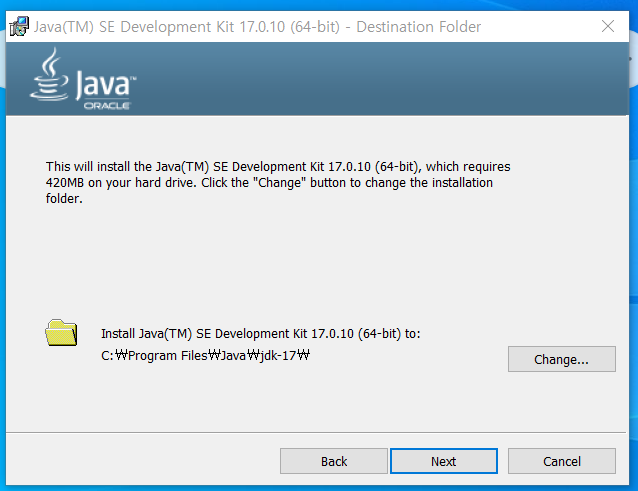 Java(TM) SE Development Kit 17.0.10 (64-bit) - Destination Folder
Java™
ORACLE
This will install the Java(TM) SE Development Kit 17.0.10 (64-bit), which requires
420MB on your hard drive. Click the "Change" button to change the installation
folder.
Install Java(TM) SE Development Kit 17.0.10 (64-bit) to:
C:₩Program Files₩Java₩jdk-17₩
Change...
Back
Next
Cancel